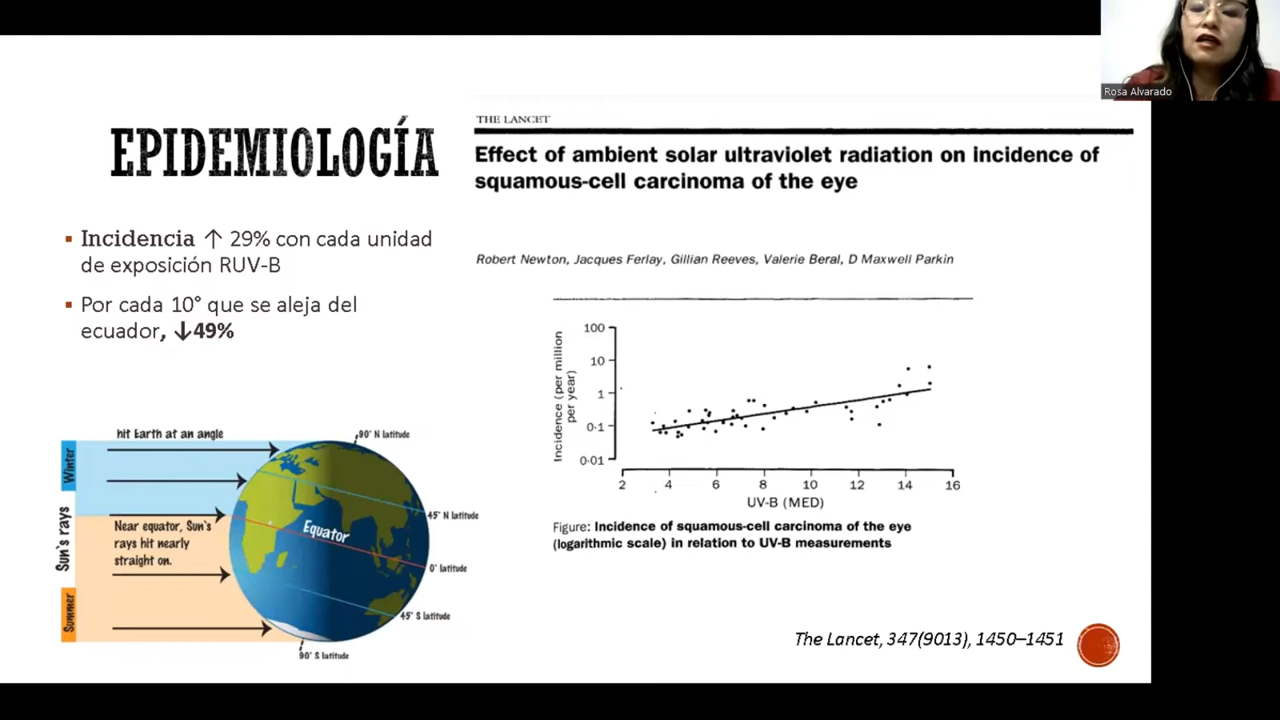 Rosa Alvarado
EPIDEMIOLOGÍA
▪ Incidencia ↑ 29% con cada unidad
de exposición RUV-B
▪ Por cada 10° que se aleja del
ecuador, ↓49%
THE LANCET
Effect of ambient solar ultraviolet radiation on incidence of
squamous-cell carcinoma of the eye
Robert Newton, Jacques Ferlay, Gillian Reeves, Valerie Beral, D Maxwell Parkin
Incidence (per million
per year)
100
10
1
0·1
0·01
2 4 6 8 10 12 14 16
UV-B (MED)
Figure: Incidence of squamous-cell carcinoma of the eye
(logarithmic scale) in relation to UV-B measurements
Sun's rays
Winter
Summer
hit Earth at an angle
Near equator, Sun's
rays hit nearly
straight on.
Equator
90° N latitude
45° N latitude
0° latitude
45° S latitude
90° S latitude
The Lancet, 347(9013), 1450–1451